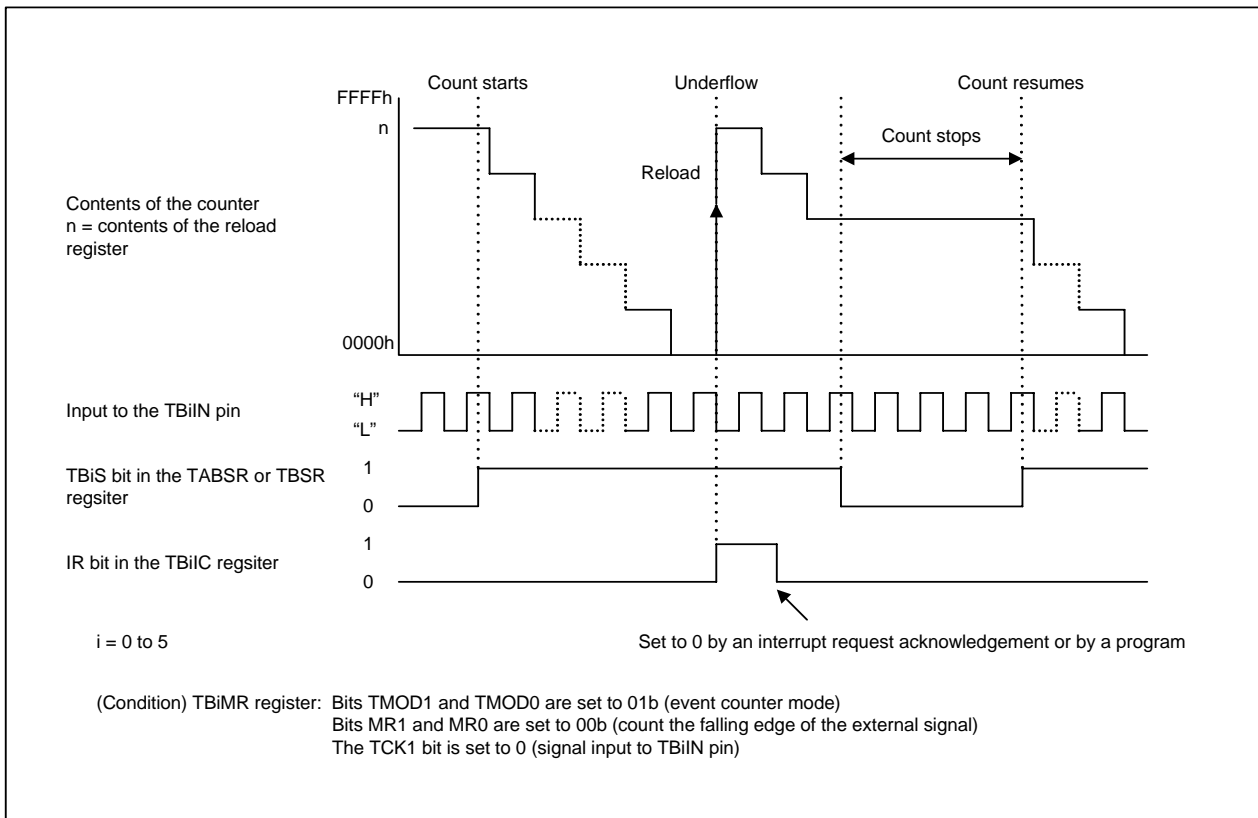 Count starts
Underflow
Count resumes
FFFFh
n
Count stops
Reload
Contents of the counter
n = contents of the reload
register
0000h
Input to the TBiIN pin
“H”
“L”
TBiS bit in the TABSR or TBSR
regsiter
1
0
IR bit in the TBiIC regsiter
1
0
i = 0 to 5
Set to 0 by an interrupt request acknowledgement or by a program
(Condition) TBiMR register: Bits TMOD1 and TMOD0 are set to 01b (event counter mode)
Bits MR1 and MR0 are set to 00b (count the falling edge of the external signal)
The TCK1 bit is set to 0 (signal input to TBiIN pin)